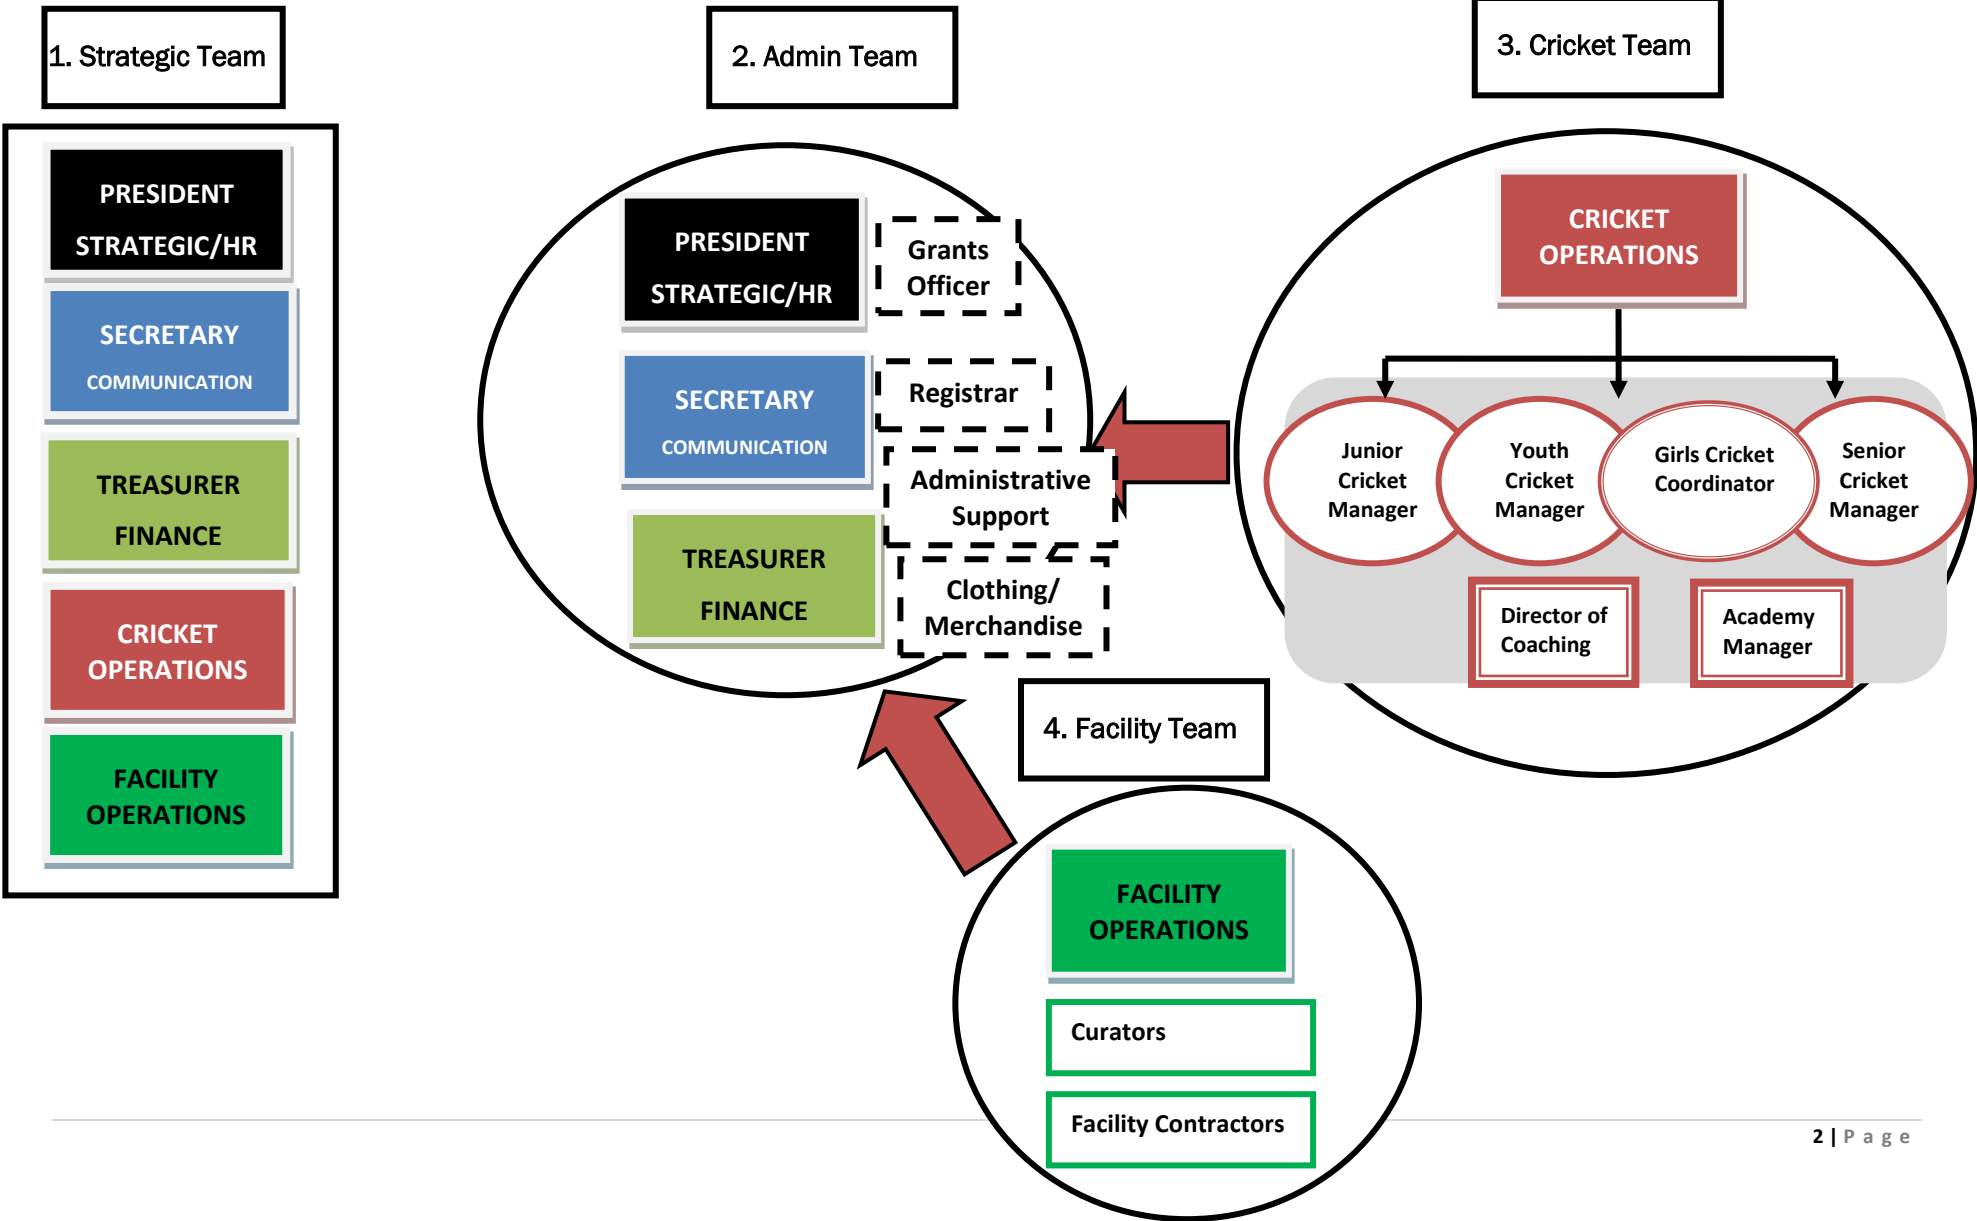 1. Strategic Team
PRESIDENT
STRATEGIC/HR
SECRETARY
COMMUNICATION
TREASURER
FINANCE
CRICKET
OPERATIONS
FACILITY
OPERATIONS
2. Admin Team
PRESIDENT
STRATEGIC/HR
Grants
Officer
SECRETARY
COMMUNICATION
Registrar
Administrative
Support
TREASURER
FINANCE
Clothing/
Merchandise
3. Cricket Team
CRICKET
OPERATIONS
Junior
Cricket
Manager
Youth
Cricket
Manager
Girls Cricket
Coordinator
Senior
Cricket
Manager
Director of
Coaching
Academy
Manager
4. Facility Team
FACILITY
OPERATIONS
Curators
Facility Contractors
2 | P a g e